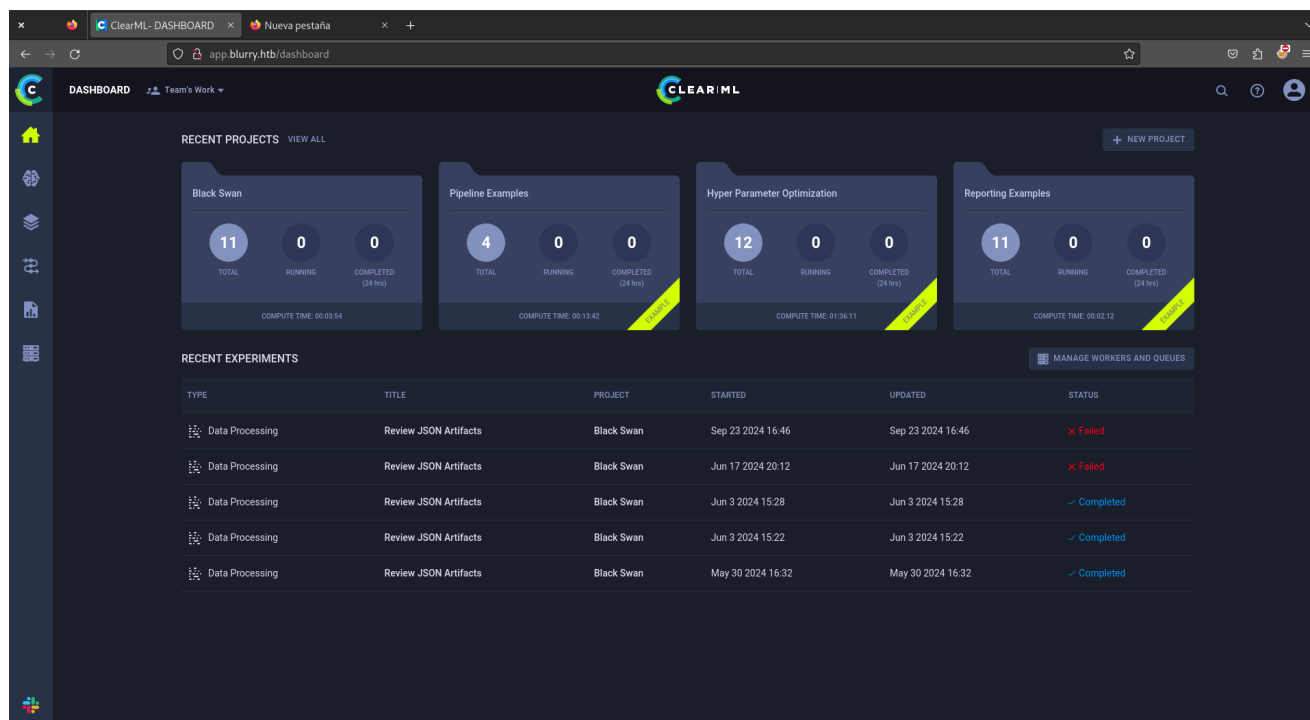 ClearML- DASHBOARD
Nueva pestaña
app.blurry.htb/dashboard
DASHBOARD Team's Work
CLEAR|ML
RECENT PROJECTS VIEW ALL
NEW PROJECT
Black Swan
11 0 0
TOTAL RUNNING COMPLETED
(24 hrs)
COMPUTE TIME: 00:03:54
Pipeline Examples
4 0 0
TOTAL RUNNING COMPLETED
(24 hrs)
COMPUTE TIME: 00:13:42
EXAMPLE
Hyper Parameter Optimization
12 0 0
TOTAL RUNNING COMPLETED
(24 hrs)
COMPUTE TIME: 01:36:11
EXAMPLE
Reporting Examples
11 0 0
TOTAL RUNNING COMPLETED
(24 hrs)
COMPUTE TIME: 00:02:12
EXAMPLE
RECENT EXPERIMENTS
MANAGE WORKERS AND QUEUES
TYPE TITLE PROJECT STARTED UPDATED STATUS
Data Processing Review JSON Artifacts Black Swan Sep 23 2024 16:46 Sep 23 2024 16:46 Failed
Data Processing Review JSON Artifacts Black Swan Jun 17 2024 20:12 Jun 17 2024 20:12 Failed
Data Processing Review JSON Artifacts Black Swan Jun 3 2024 15:28 Jun 3 2024 15:28 Completed
Data Processing Review JSON Artifacts Black Swan Jun 3 2024 15:22 Jun 3 2024 15:22 Completed
Data Processing Review JSON Artifacts Black Swan May 30 2024 16:32 May 30 2024 16:32 Completed